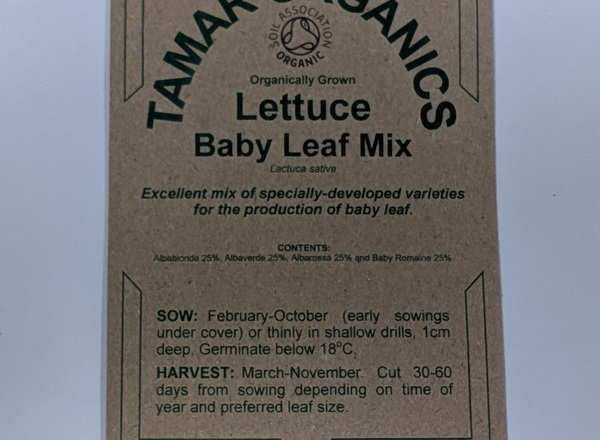 TAMAR ORGANICS
SOIL ASSOCIATION
ORGANIC
Organically Grown
Lettuce
Baby Leaf Mix
Lactuca sativa
Excellent mix of specially-developed varieties
for the production of baby leaf.
CONTENTS:
Albabionda 25%, Albaverde 25%, Albarossa 25% and Baby Romaine 25%
SOW: February-October (early sowings
under cover) or thinly in shallow drills, 1cm
deep. Germinate below 18°C.
HARVEST: March-November. Cut 30-60
days from sowing depending on time of
year and preferred leaf size.